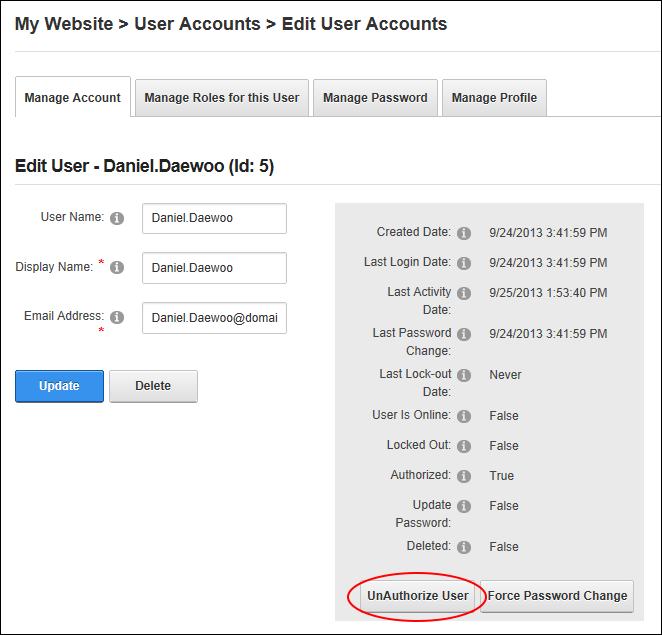 My Website > User Accounts > Edit User Accounts
Manage Account Manage Roles for this User Manage Password Manage Profile
Edit User - Daniel.Daewoo (Id: 5)
User Name: Daniel.Daewoo
Display Name: * Daniel.Daewoo
Email Address: * Daniel.Daewoo@domai
Update Delete
Created Date: 9/24/2013 3:41:59 PM
Last Login Date: 9/24/2013 3:41:59 PM
Last Activity 9/25/2013 1:53:40 PM
Date:
Last Password 9/24/2013 3:41:59 PM
Change:
Last Lock-out Never
Date:
User Is Online: False
Locked Out: False
Authorized: True
Update False
Password:
Deleted: False
UnAuthorize User Force Password Change